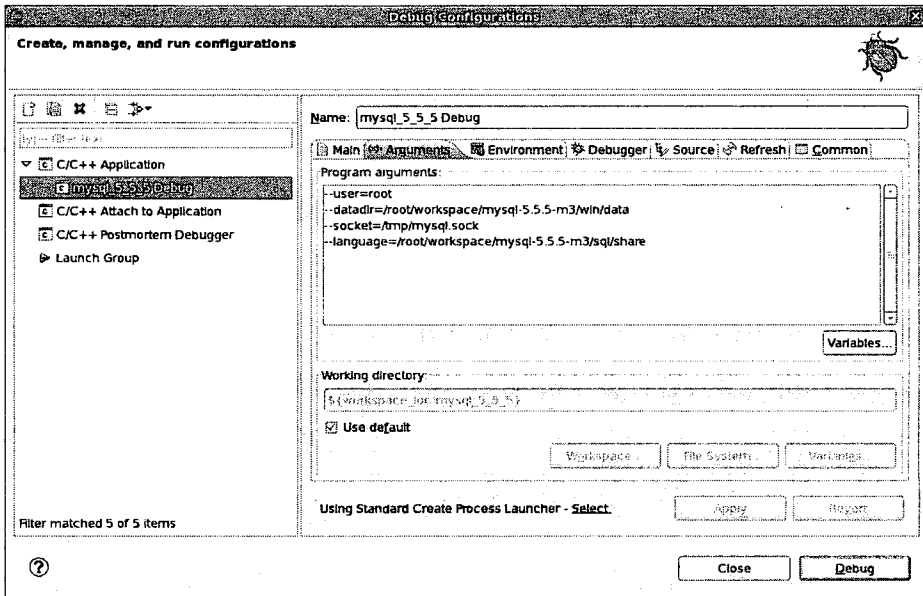 Debug Configurations
Create, manage, and run configurations
type filter text
C/C++ Application
mysql_5_5_5 Debug
C/C++ Attach to Application
C/C++ Postmortem Debugger
Launch Group
Filter matched 5 of 5 items
Name: mysql_5_5_5 Debug
Main Arguments Environment Debugger Source Refresh Common
Program arguments:
--user=root
--datadir=/root/workspace/mysql-5.5.5-m3/win/data
--socket=/tmp/mysql.sock
--language=/root/workspace/mysql-5.5.5-m3/sql/share
Variables...
Working directory:
${workspace_loc:mysql_5_5_5}
Use default
Workspace... File System... Variables...
Using Standard Create Process Launcher - Select
Apply Revert
Close Debug